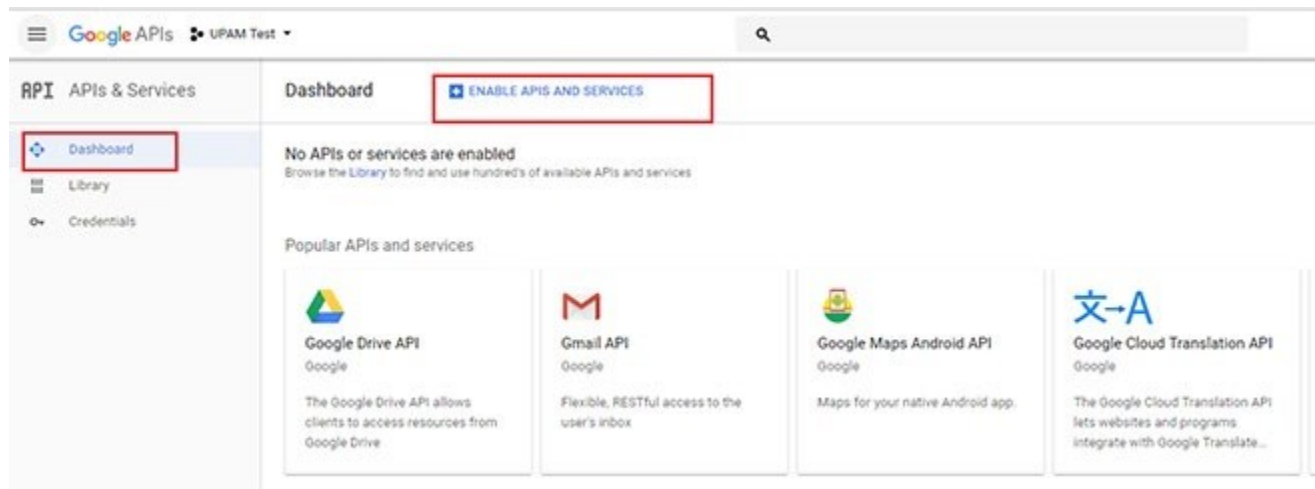 Google APIs UPAM Test
API APIs & Services
Dashboard ENABLE APIS AND SERVICES
Dashboard
Library
Credentials
No APIs or services are enabled
Browse the Library to find and use hundred's of available APIs and services
Popular APIs and services
Google Drive API
Google
The Google Drive API allows
clients to access resources from
Google Drive
Gmail API
Google
Flexible, RESTful access to the
user's inbox
Google Maps Android API
Google
Maps for your native Android app.
文→A
Google Cloud Translation API
Google
The Google Cloud Translation API
lets websites and programs
integrate with Google Translate...